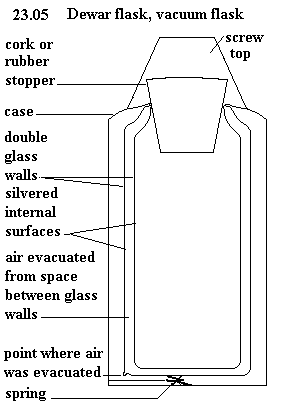 23.05 Dewar flask, vacuum flask
screw
top
cork or
rubber
stopper
case
double
glass
walls
silvered
internal
surfaces
air evacuated
from space
between glass
walls
point where air
was evacuated
spring